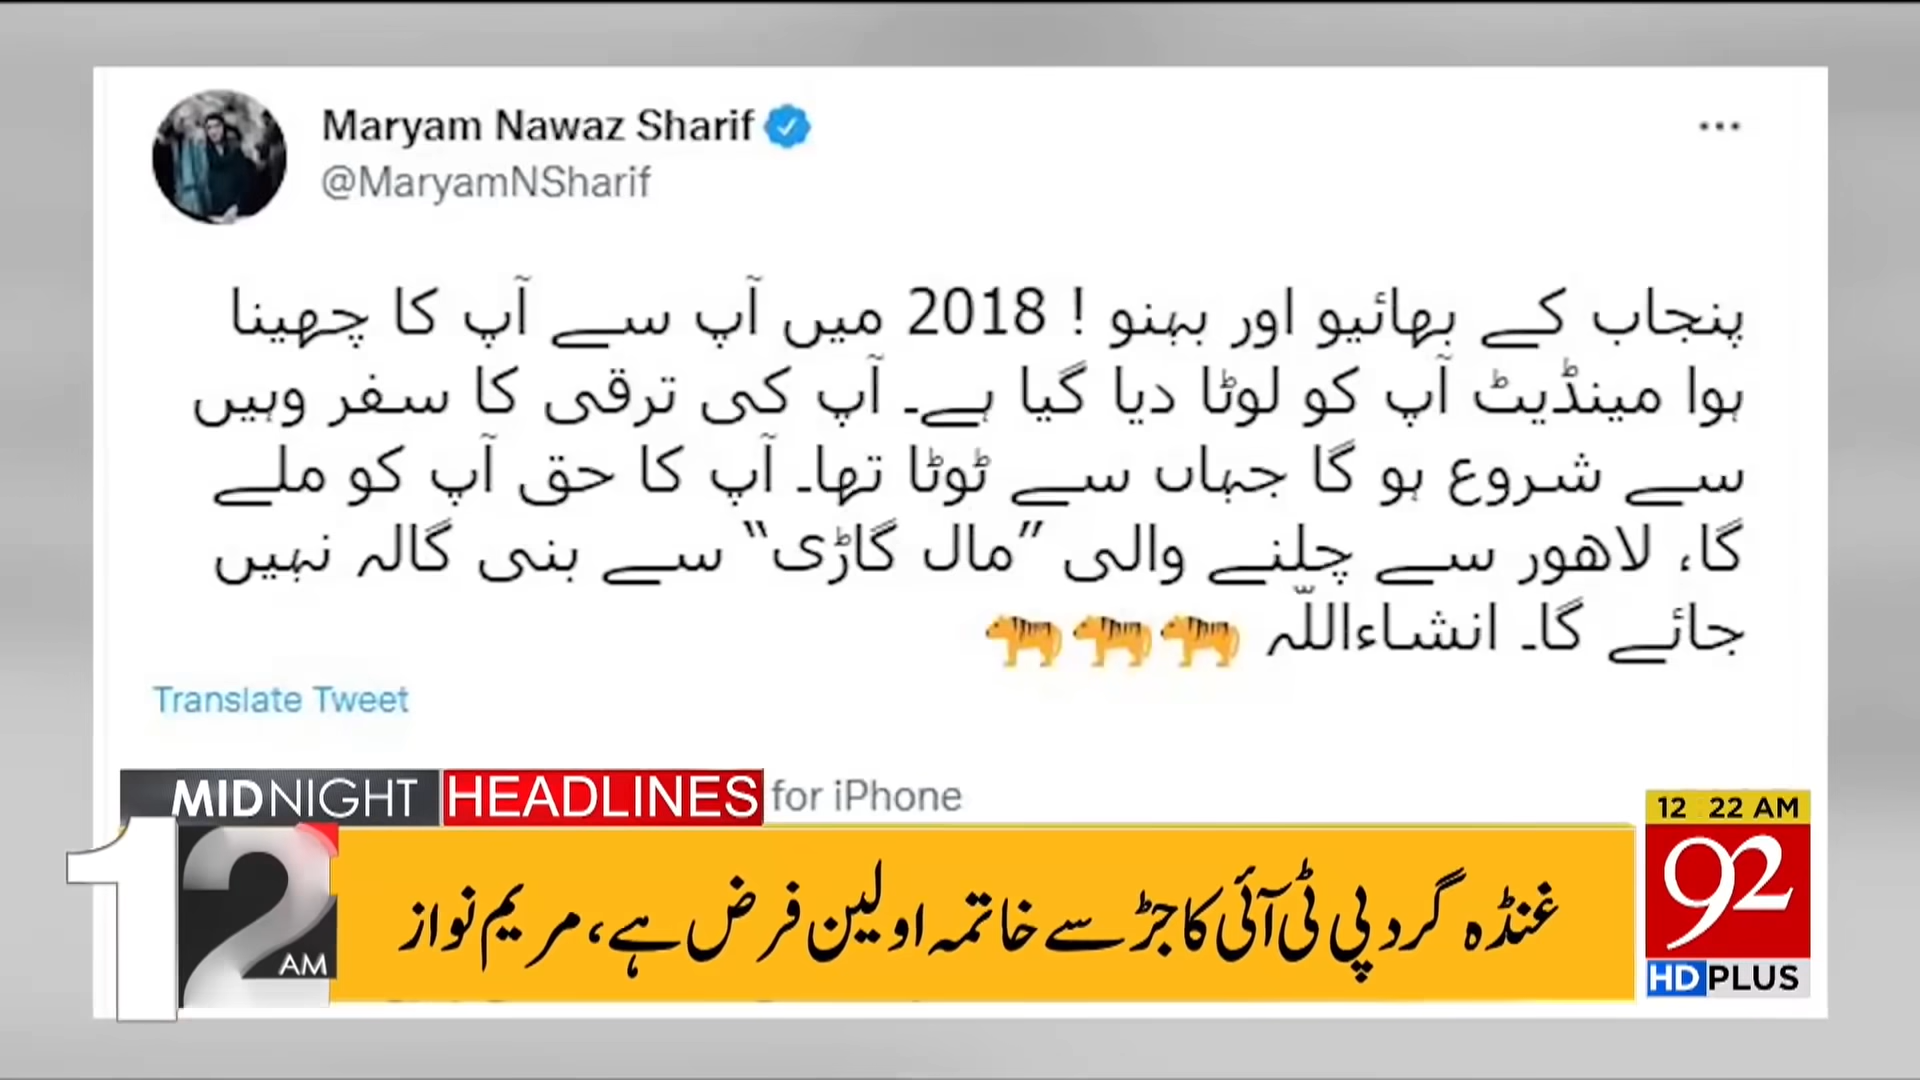 Maryam Nawaz Sharif
@MaryamNSharif
پنجاب کے بھائیو اور بہنو ! 2018 میں آپ سے آپ کا چھینا
ہوا مینڈیٹ آپ کو لوٹا دیا گیا ہے۔ آپ کی ترقی کا سفر وہیں
سے شروع ہو گا جہاں سے ٹوٹا تھا۔ آپ کا حق آپ کو ملے
گا، لاھور سے چلنے والی ”مال گاڑی“ سے بنی گالہ نہیں
جائے گا۔ انشاءاللّہ 🐅🐅🐅
Translate Tweet
for iPhone
MIDNIGHT HEADLINES
12 AM
غنڈہ گرد پی ٹی آئی کا جڑ سے خاتمہ اولین فرض ہے، مریم نواز
12 22 AM
92
HD PLUS